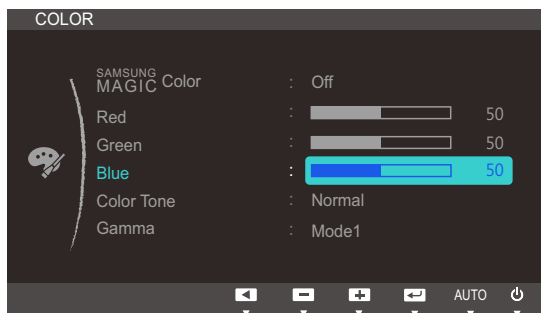 COLOR
SAMSUNG MAGIC Color : Off
Red : 50
Green : 50
Blue : 50
Color Tone : Normal
Gamma : Mode1
AUTO